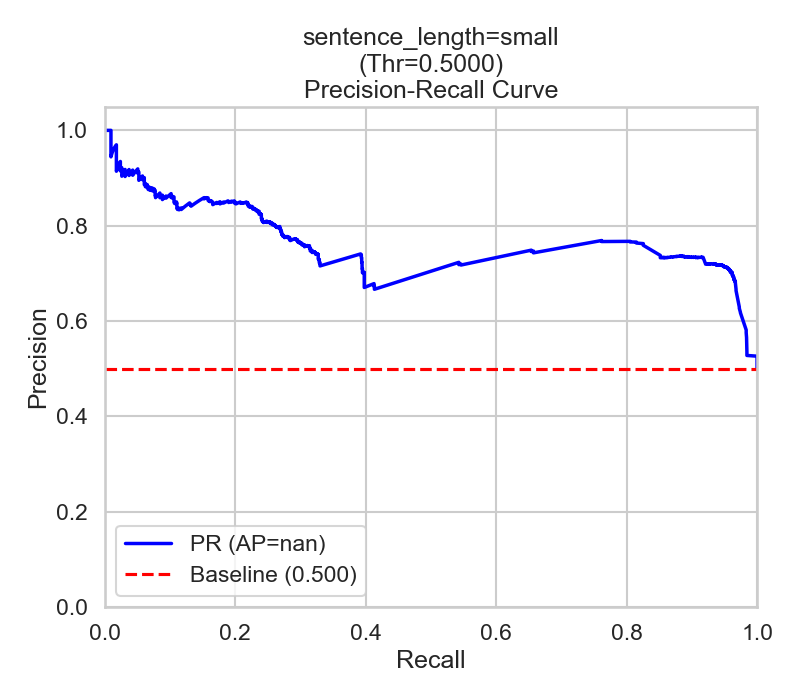 sentence_length=small
(Thr=0.5000)
Precision-Recall Curve
1.0
0.8
0.6
0.4
0.2
0.0
Precision
PR (AP=nan)
Baseline (0.500)
0.0 0.2 0.4 0.6 0.8 1.0
Recall